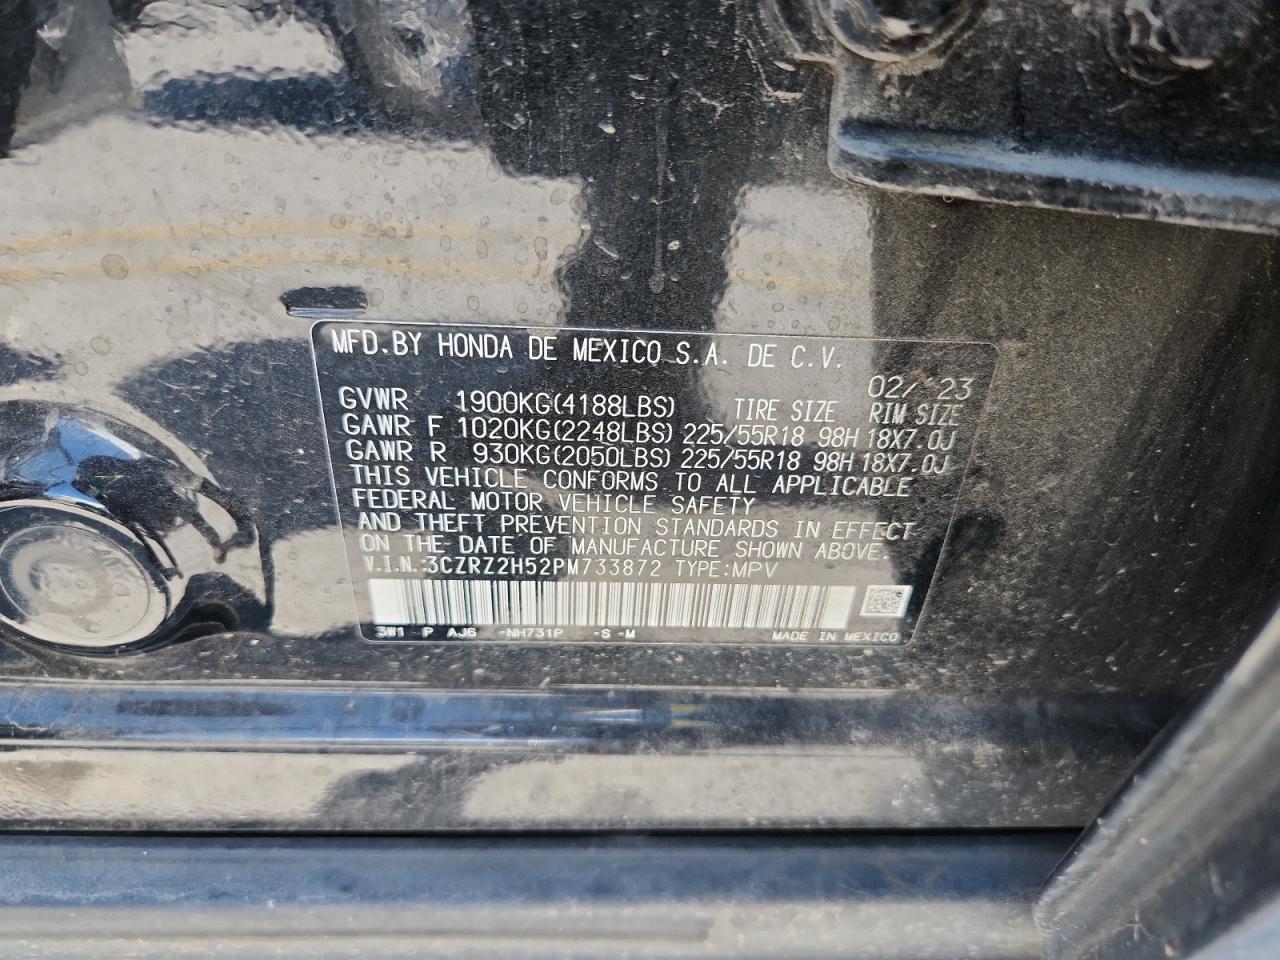 MFD.BY HONDA DE MEXICO S.A. DE C.V.
02/ 23
GVWR 1900KG(4188LBS) TIRE SIZE RIM SIZE
GAWR F 1020KG(2248LBS) 225/55R18 98H 18X7.0J
GAWR R 930KG(2050LBS) 225/55R18 98H 18X7.0J
THIS VEHICLE CONFORMS TO ALL APPLICABLE
FEDERAL MOTOR VEHICLE SAFETY
AND THEFT PREVENTION STANDARDS IN EFFECT
ON THE DATE OF MANUFACTURE SHOWN ABOVE.
V.I.N.:3CZRZ2H52PM733872 TYPE:MPV
3W1 -P AJ6 -NH731P -S -M MADE IN MEXICO